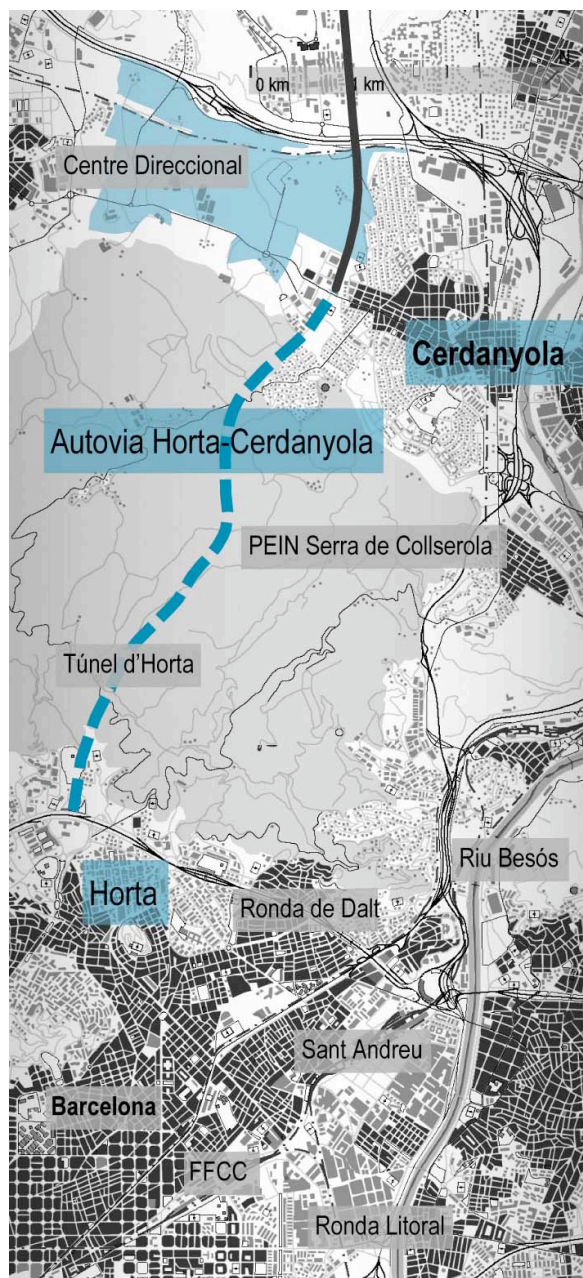 N
0 km 1 km
Centre Direccional
Cerdanyola
Autovia Horta-Cerdanyola
PEIN Serra de Collserola
Túnel d'Horta
Riu Besós
Horta
Ronda de Dalt
Sant Andreu
Barcelona
FFCC
Ronda Litoral